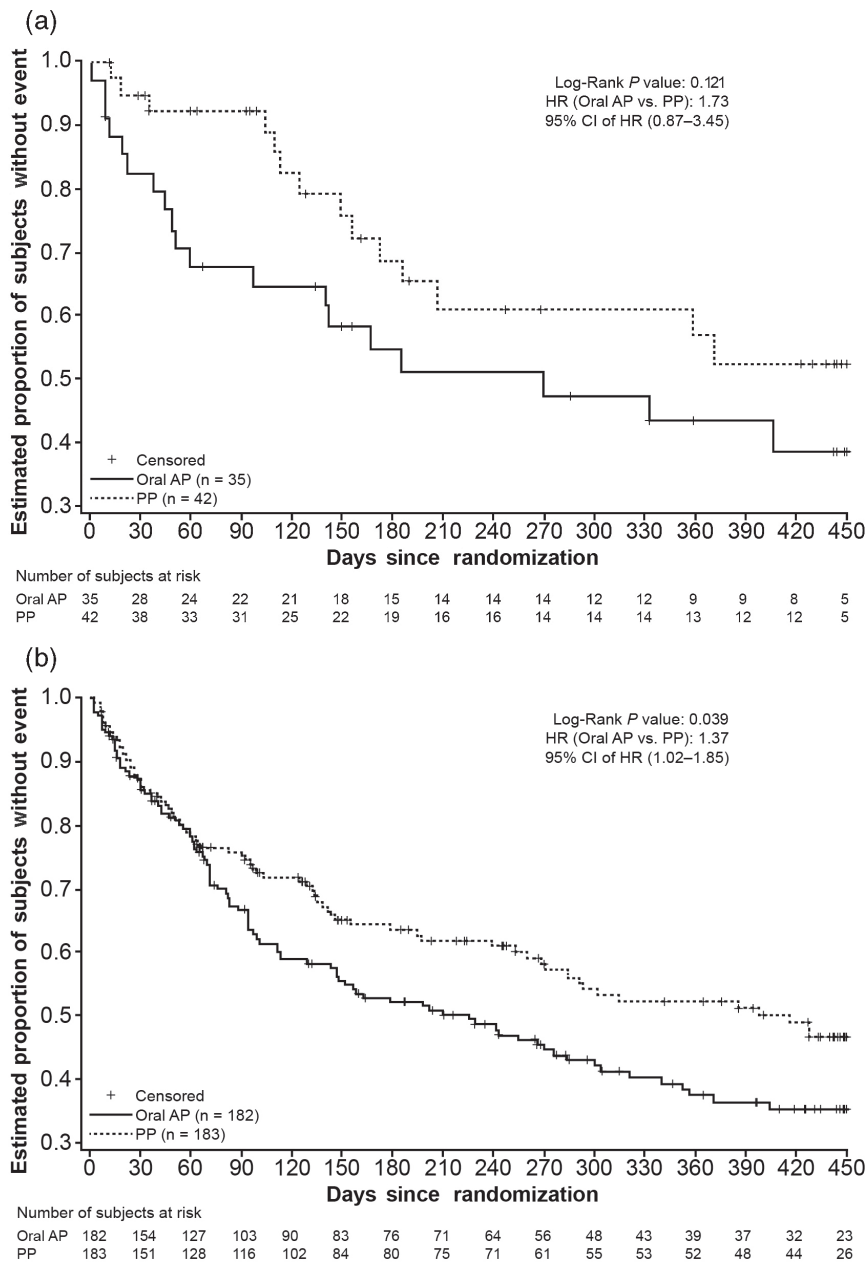 (a)
Estimated proportion of subjects without event
1.0
0.9
0.8
0.7
0.6
0.5
0.4
0.3
Log-Rank P value: 0.121
HR (Oral AP vs. PP): 1.73
95% CI of HR (0.87–3.45)
Censored
Oral AP (n = 35)
PP (n = 42)
0 30 60 90 120 150 180 210 240 270 300 330 360 390 420 450
Days since randomization
Number of subjects at risk
Oral AP 35 28 24 22 21 18 15 14 14 14 12 12 9 9 8 5
PP 42 38 33 31 25 22 19 16 16 14 14 14 13 12 12 5
(b)
Estimated proportion of subjects without event
1.0
0.9
0.8
0.7
0.6
0.5
0.4
0.3
Log-Rank P value: 0.039
HR (Oral AP vs. PP): 1.37
95% CI of HR (1.02–1.85)
Censored
Oral AP (n = 182)
PP (n = 183)
0 30 60 90 120 150 180 210 240 270 300 330 360 390 420 450
Days since randomization
Number of subjects at risk
Oral AP 182 154 127 103 90 83 76 71 64 56 48 43 39 37 32 23
PP 183 151 128 116 102 84 80 75 71 61 55 53 52 48 44 26